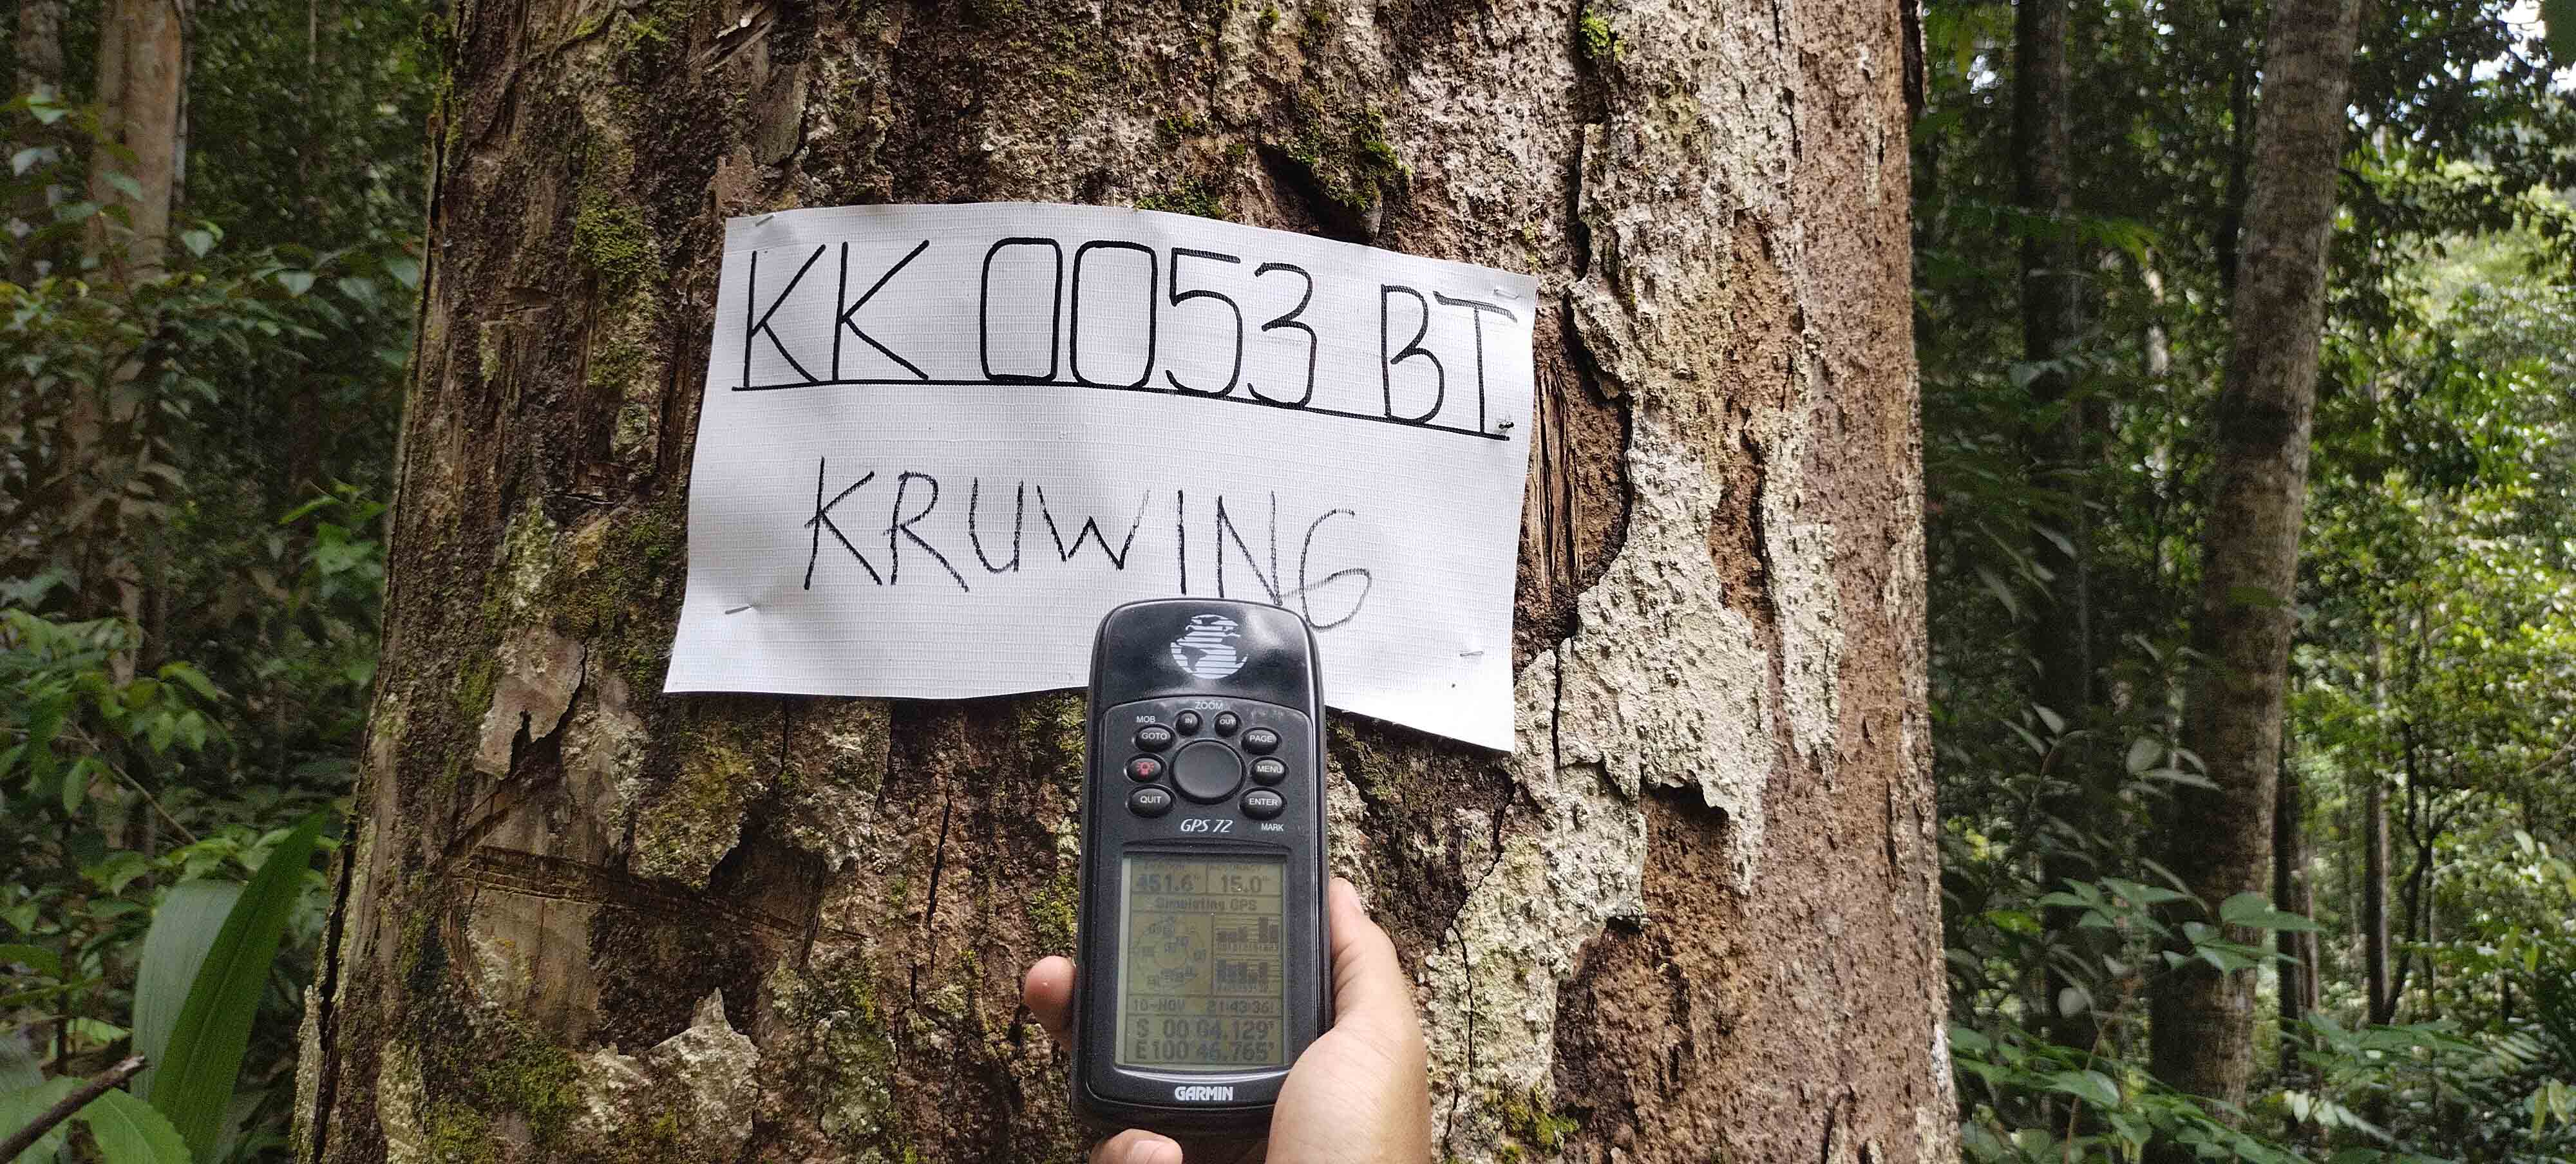 KK 0053 BT.
KRUWING
ZOOM
MOB IN OUT
GOTO PAGE
MENU
QUIT ENTER
GPS 72 MARK
451.6 15.0
Simulating GPS
10-NOV 21:43:36
S 00°04.129'
E100°46.765'
GARMIN